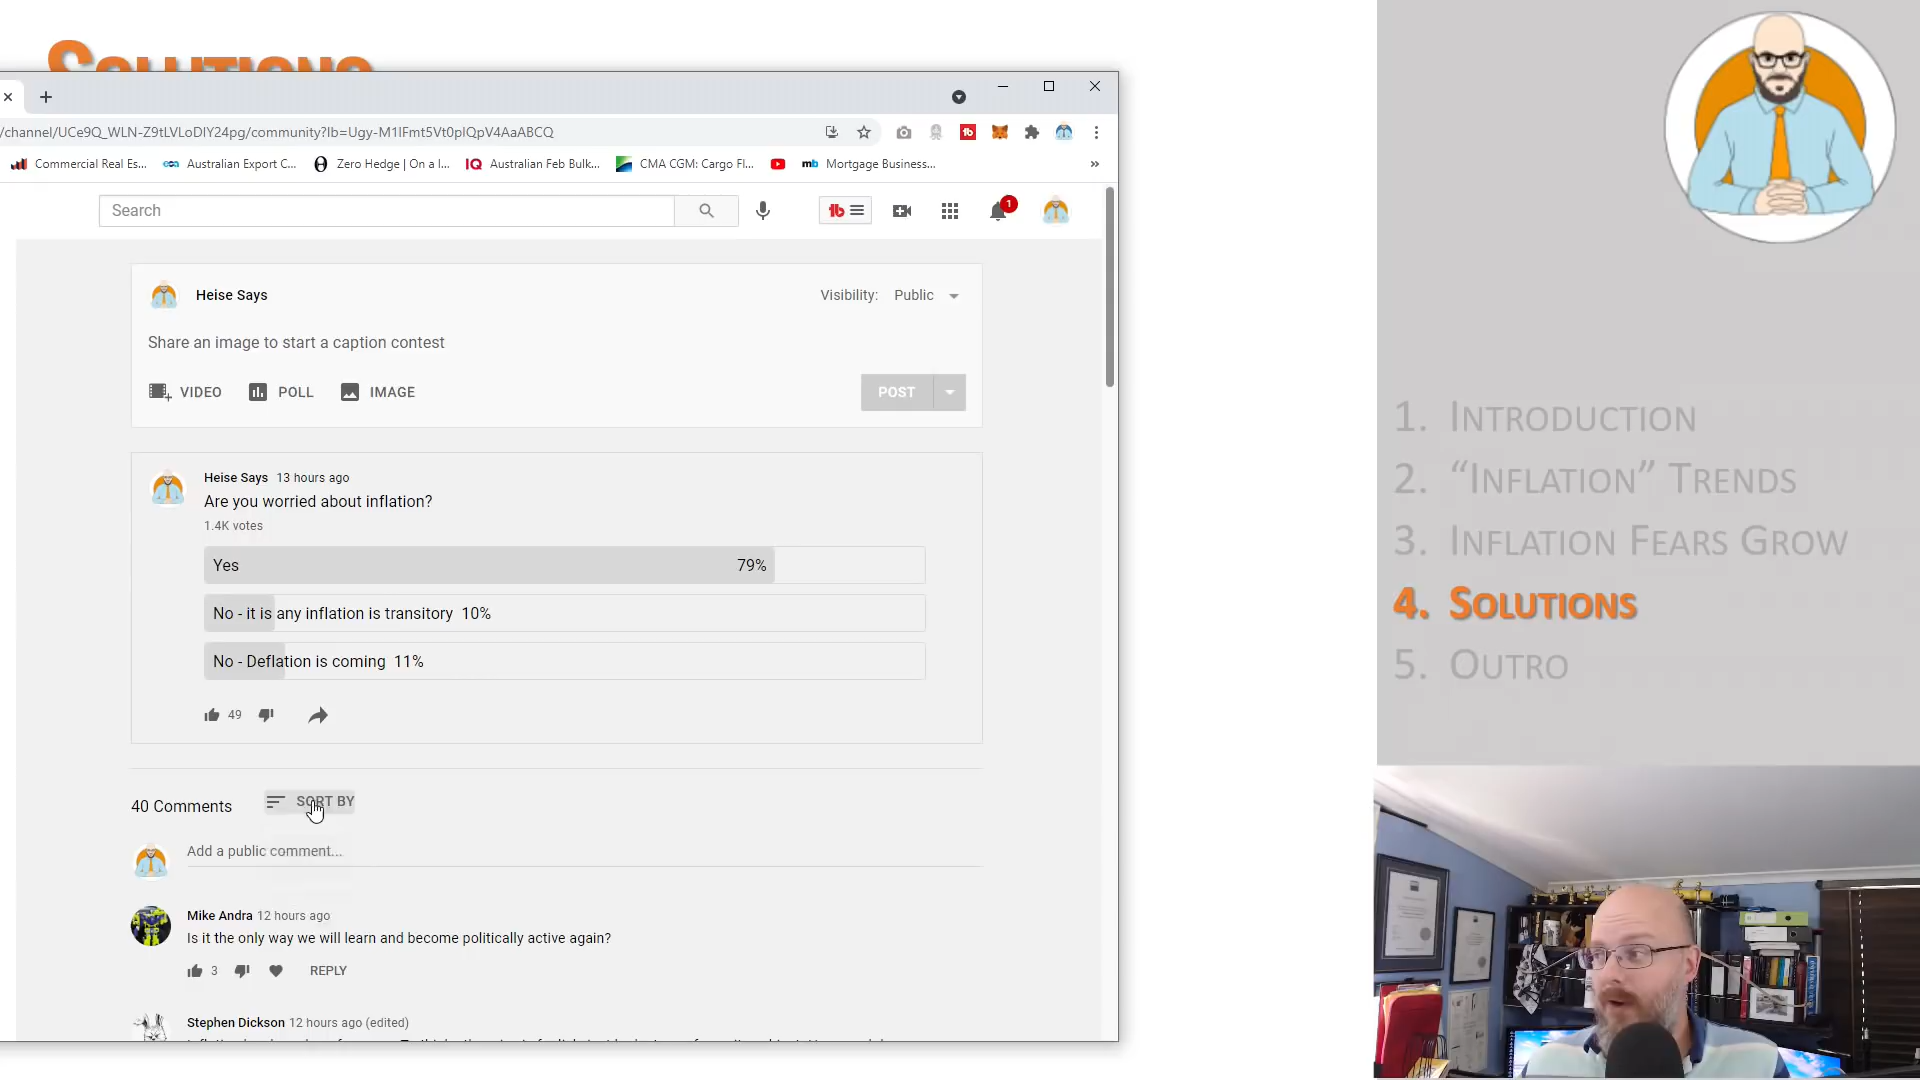 SOLUTIONS
/channel/UCe9Q_WLN-Z9tLVLoDlY24pg/community?lb=Ugy-M1lFmt5Vt0plQpV4AaABCQ
Commercial Real Es... Australian Export C... Zero Hedge | On a l... IQ Australian Feb Bulk... CMA CGM: Cargo Fl... mb Mortgage Business... »
Search
1
Heise Says
Visibility: Public
Share an image to start a caption contest
VIDEO POLL IMAGE
POST
Heise Says 13 hours ago
Are you worried about inflation?
1.4K votes
Yes 79%
No - it is any inflation is transitory 10%
No - Deflation is coming 11%
49
40 Comments SORT BY
Add a public comment...
Mike Andra 12 hours ago
Is it the only way we will learn and become politically active again?
3 REPLY
Stephen Dickson 12 hours ago (edited)
1. INTRODUCTION
2. “INFLATION” TRENDS
3. INFLATION FEARS GROW
4. SOLUTIONS
5. OUTRO